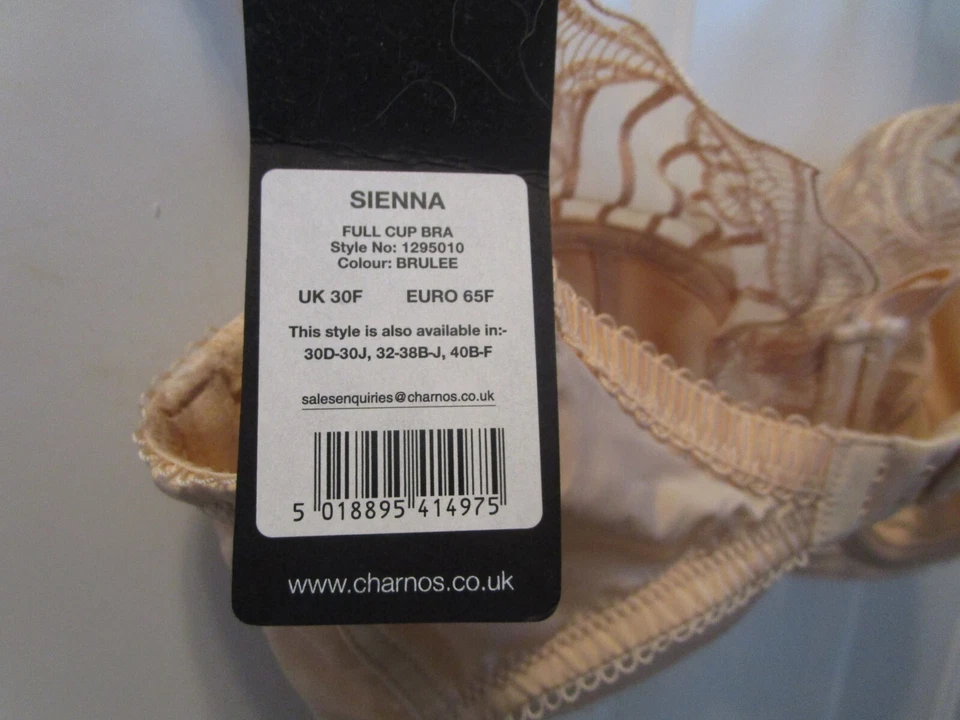 SIENNA
FULL CUP BRA
Style No: 1295010
Colour: BRULEE
UK 30F EURO 65F
This style is also available in:-
30D-30J, 32-38B-J, 40B-F
salesenquiries@charnos.co.uk
5 018895 414975
www.charnos.co.uk